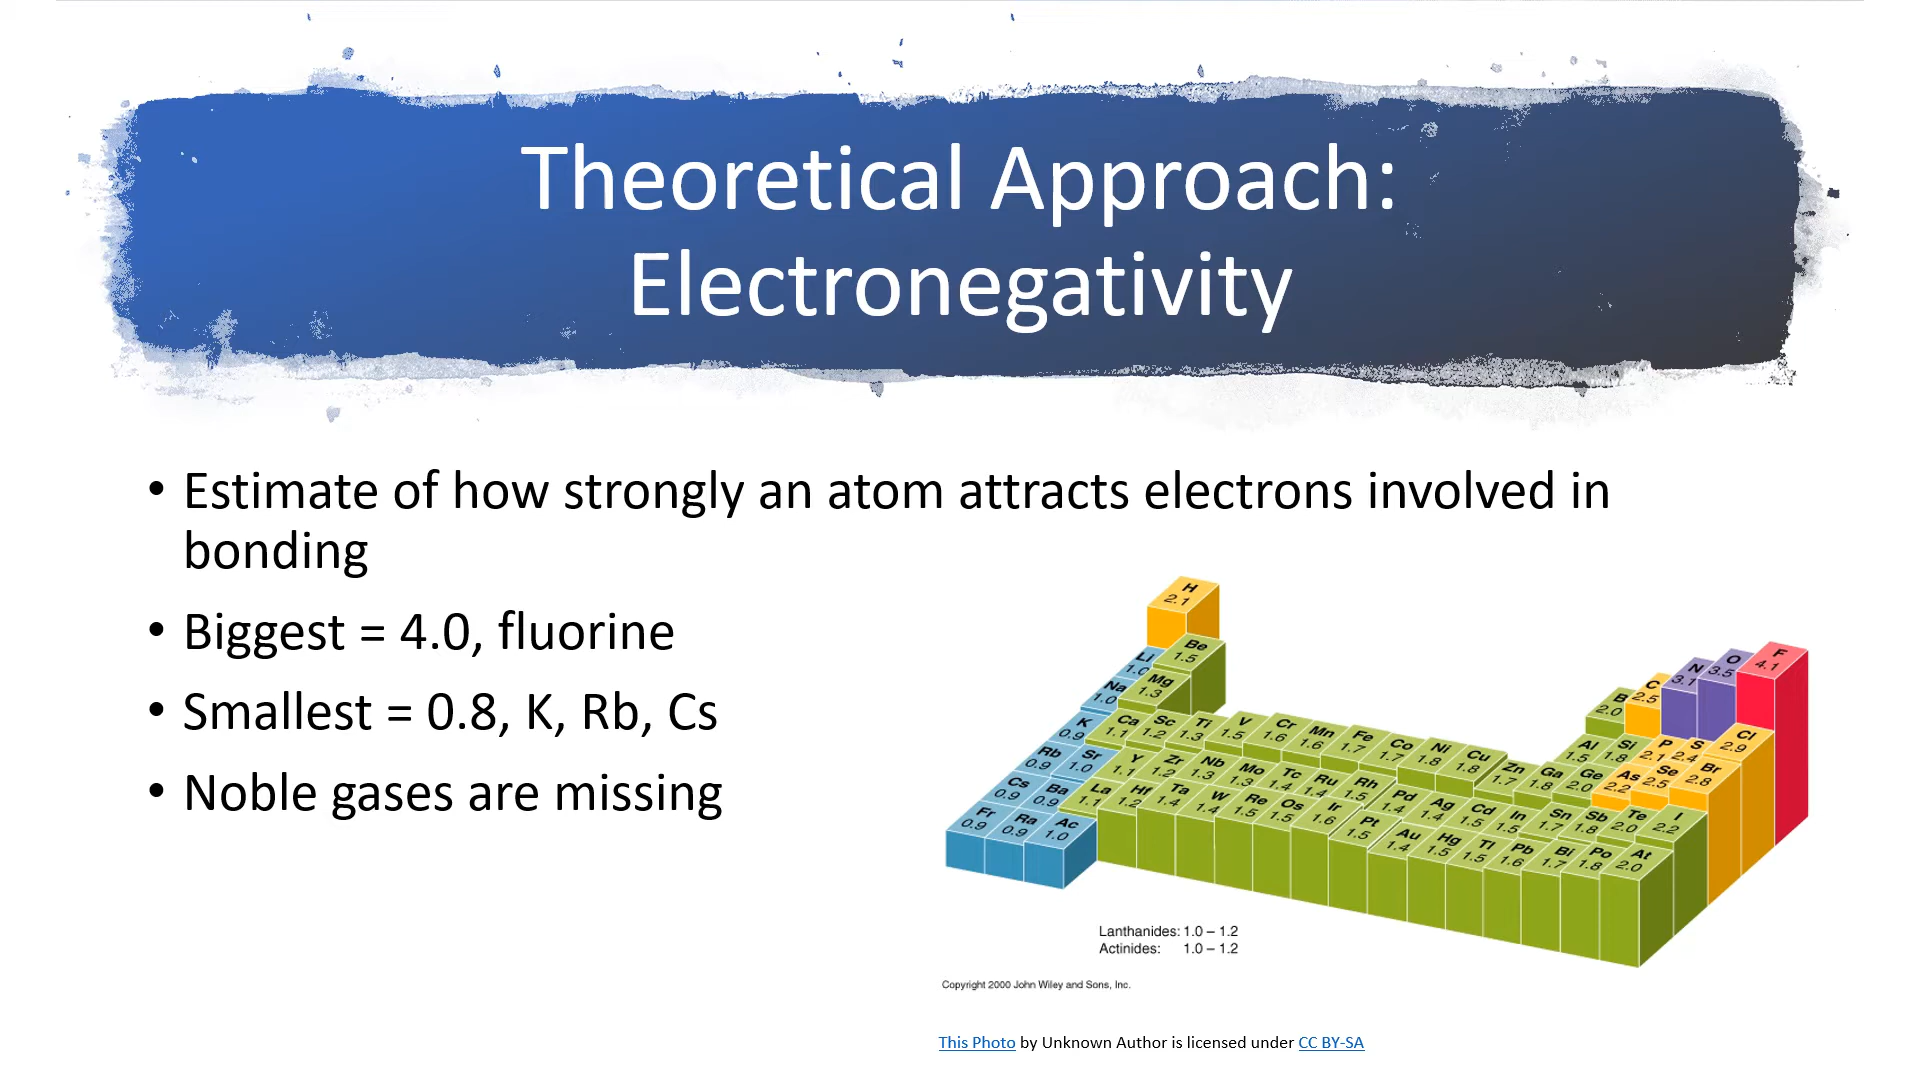 Theoretical Approach:
Electronegativity
• Estimate of how strongly an atom attracts electrons involved in
bonding
• Biggest = 4.0, fluorine
• Smallest = 0.8, K, Rb, Cs
• Noble gases are missing
H 2.1
Li 1.0 Be 1.5 B 2.0 C 2.5 N 3.1 O 3.5 F 4.1
Na 1.0 Mg 1.3 Al 1.5 Si 1.8 P 2.1 S 2.4 Cl 2.9
K 0.9 Ca 1.1 Sc 1.2 Ti 1.3 V 1.5 Cr 1.6 Mn 1.6 Fe 1.7 Co 1.7 Ni 1.8 Cu 1.8 Zn 1.7 Ga 1.8 Ge 2.0 As 2.2 Se 2.5 Br 2.8
Rb 0.9 Sr 1.0 Y 1.1 Zr 1.2 Nb 1.3 Mo 1.3 Tc 1.4 Ru 1.4 Rh 1.5 Pd 1.4 Ag 1.4 Cd 1.5 In 1.5 Sn 1.7 Sb 1.8 Te 2.0 I 2.2
Cs 0.9 Ba 0.9 La 1.1 Hf 1.2 Ta 1.4 W 1.4 Re 1.5 Os 1.5 Ir 1.6 Pt 1.5 Au 1.4 Hg 1.5 Tl 1.5 Pb 1.6 Bi 1.7 Po 1.8 At 2.0
Fr 0.9 Ra 0.9 Ac 1.0
Lanthanides: 1.0 – 1.2
Actinides: 1.0 – 1.2
Copyright 2000 John Wiley and Sons, Inc.
This Photo by Unknown Author is licensed under CC BY-SA